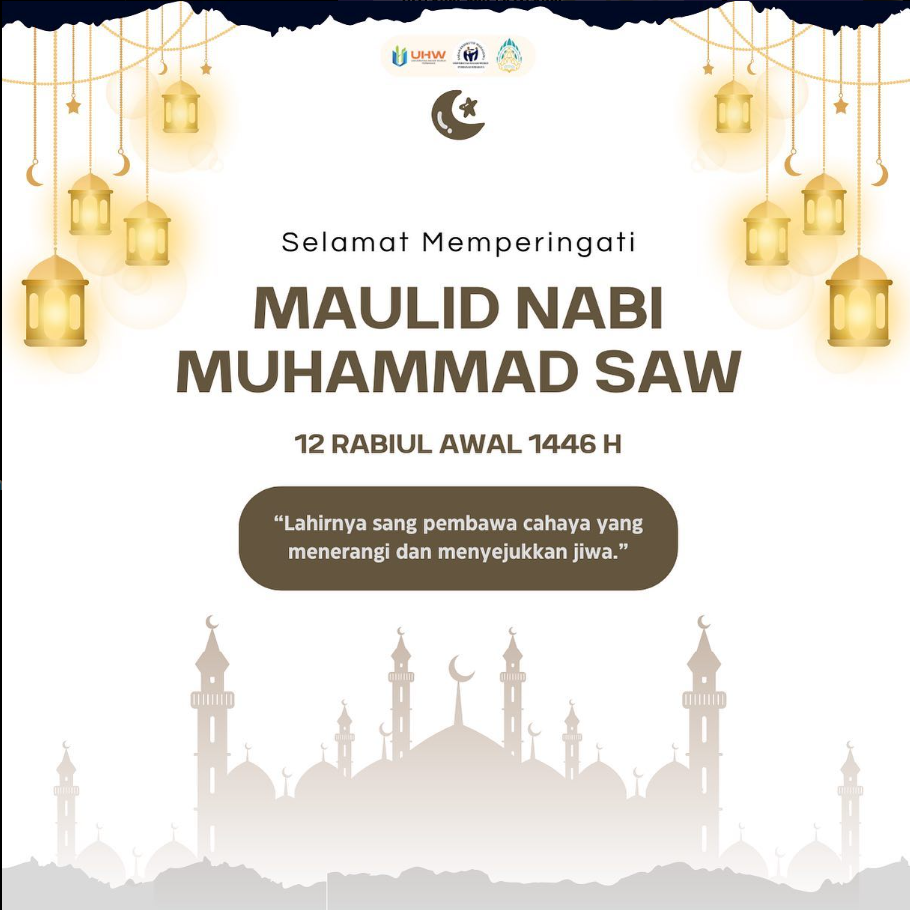 UHW
Selamat Memperingati
MAULID NABI
MUHAMMAD SAW
12 RABIUL AWAL 1446 H
“Lahirnya sang pembawa cahaya yang
menerangi dan menyejukkan jiwa.”